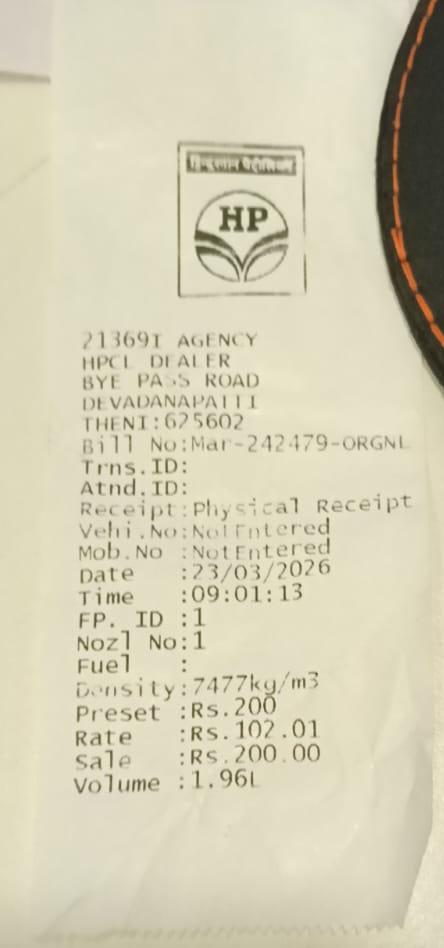 हिन्दुस्तान पेट्रोलियम
HP
21369I AGENCY
HPCL DEALER
BYE PASS ROAD
DEVADANAPATTI
THENI:625602
Bill No:Mar-242479-ORGNL
Trns.ID:
Atnd.ID:
Receipt:Physical Receipt
Vehi.No:NotEntered
Mob.No :NotEntered
Date :23/03/2026
Time :09:01:13
FP. ID :1
Nozl No:1
Fuel :
Density:7477kg/m3
Preset :Rs.200
Rate :Rs.102.01
Sale :Rs.200.00
Volume :1.96L